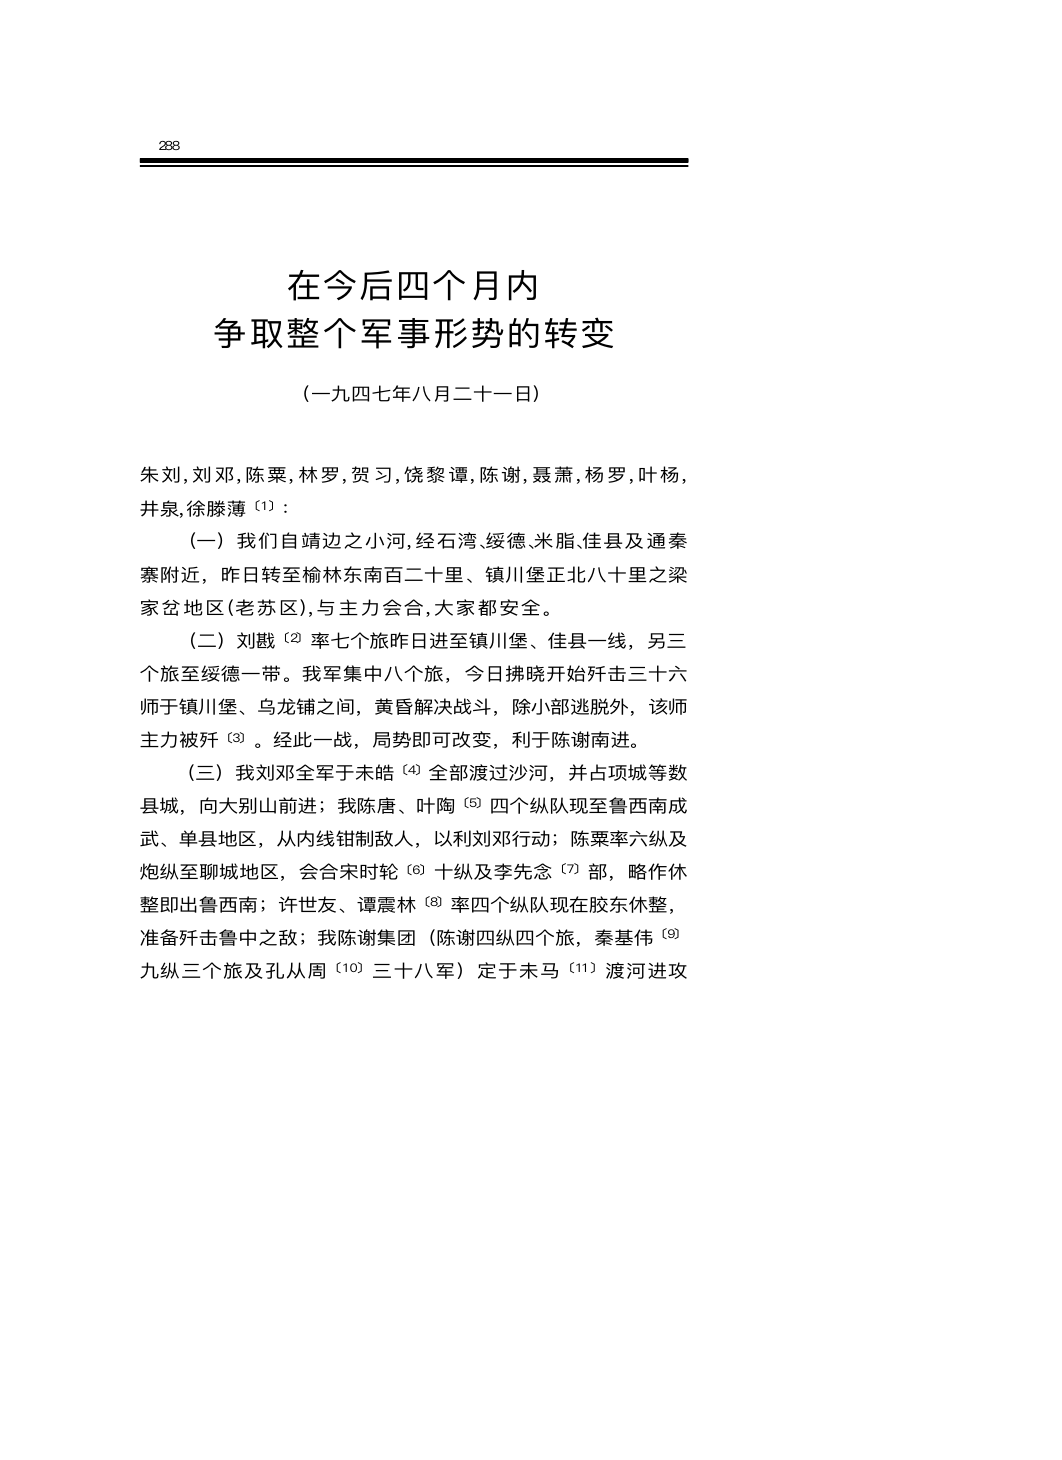 288
在今后四个月内
争取整个军事形势的转变
（一九四七年八月二十一日）
朱刘,刘邓,陈粟,林罗,贺习,饶黎谭,陈谢,聂萧,杨罗,叶杨,
井泉,徐滕薄〔1〕：
（一）我们自靖边之小河,经石湾、绥德、米脂、佳县及通秦
寨附近，昨日转至榆林东南百二十里、镇川堡正北八十里之梁
家岔地区(老苏区),与主力会合,大家都安全。
（二）刘戡〔2〕率七个旅昨日进至镇川堡、佳县一线，另三
个旅至绥德一带。我军集中八个旅，今日拂晓开始歼击三十六
师于镇川堡、乌龙铺之间，黄昏解决战斗，除小部逃脱外，该师
主力被歼〔3〕。经此一战，局势即可改变，利于陈谢南进。
（三）我刘邓全军于未皓〔4〕全部渡过沙河，并占项城等数
县城，向大别山前进；我陈唐、叶陶〔5〕四个纵队现至鲁西南成
武、单县地区，从内线钳制敌人，以利刘邓行动；陈粟率六纵及
炮纵至聊城地区，会合宋时轮〔6〕十纵及李先念〔7〕部，略作休
整即出鲁西南；许世友、谭震林〔8〕率四个纵队现在胶东休整，
准备歼击鲁中之敌；我陈谢集团（陈谢四纵四个旅，秦基伟〔9〕
九纵三个旅及孔从周〔10〕三十八军）定于未马〔11〕渡河进攻